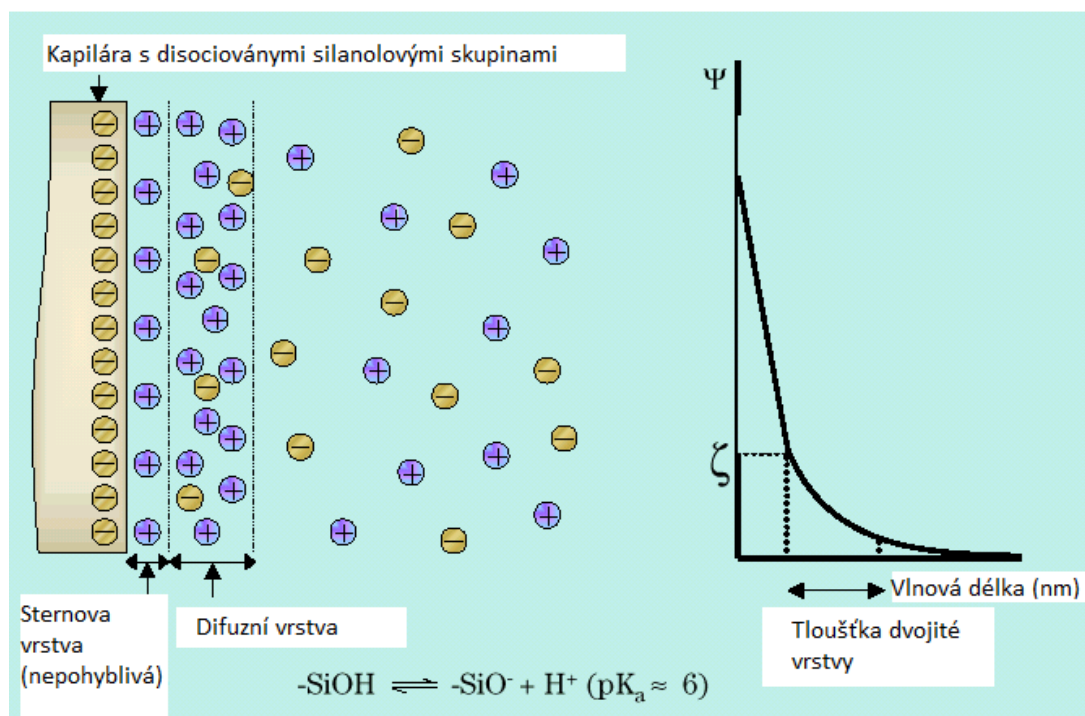 Kapilára s disocioványmi silanolovými skupinami
Ψ
ζ
Sternova
vrstva
(nepohyblivá)
Difuzní vrstva
Vlnová délka (nm)
Tloušťka dvojité
vrstvy
-SiOH ⇌ -SiO⁻ + H⁺ (pKₐ ≈ 6)